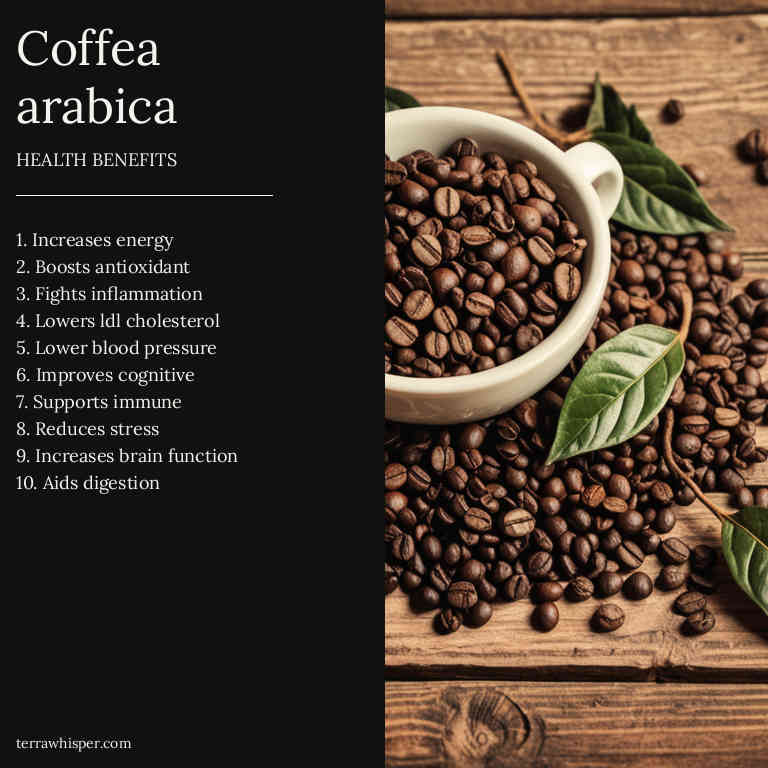 Coffea
arabica
HEALTH BENEFITS
1. Increases energy
2. Boosts antioxidant
3. Fights inflammation
4. Lowers ldl cholesterol
5. Lower blood pressure
6. Improves cognitive
7. Supports immune
8. Reduces stress
9. Increases brain function
10. Aids digestion
terrawhisper.com